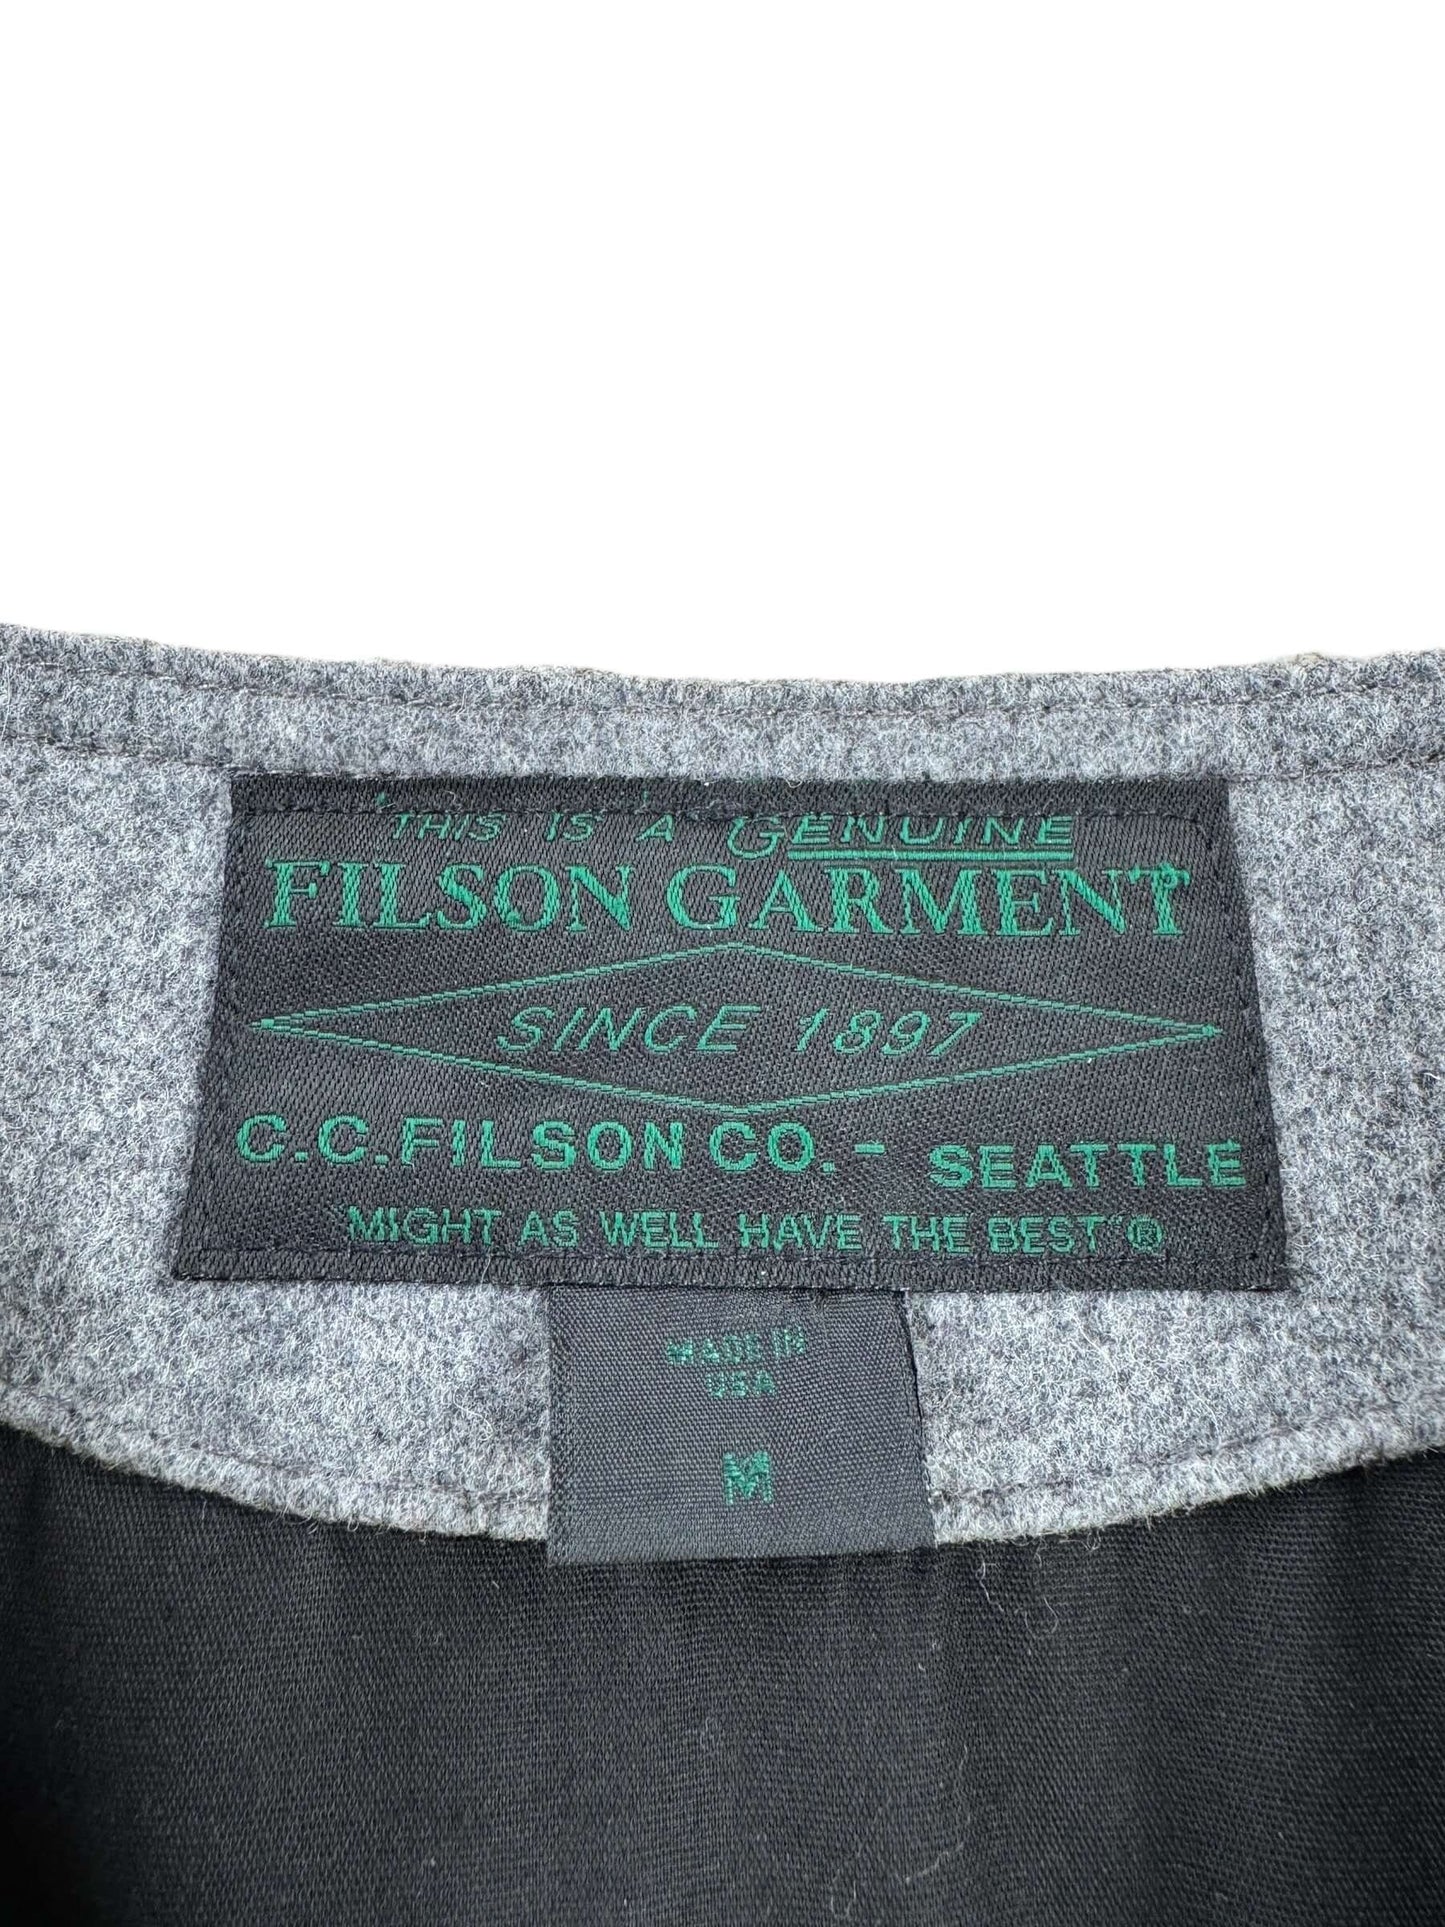 THIS IS A GENUINE
FILSON GARMENT
SINCE 1897
C.C. FILSON CO. - SEATTLE
"MIGHT AS WELL HAVE THE BEST"®
MADE IN
USA
M